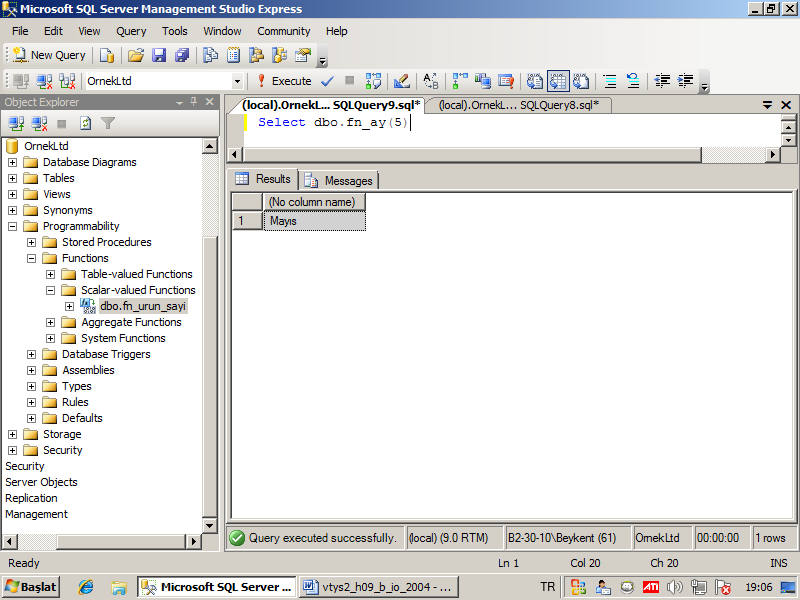 Microsoft SQL Server Management Studio Express
File Edit View Query Tools Window Community Help
New Query
OrnekLtd Execute
Object Explorer
(local).OrnekL... SQLQuery9.sql* (local).OrnekL... SQLQuery8.sql*
Select dbo.fn_ay(5)
OrnekLtd
Database Diagrams
Tables
Views
Synonyms
Programmability
Stored Procedures
Functions
Table-valued Functions
Scalar-valued Functions
dbo.fn_urun_sayi
Aggregate Functions
System Functions
Database Triggers
Assemblies
Types
Rules
Defaults
Storage
Security
Security
Server Objects
Replication
Management
Results Messages
(No column name)
1 Mayıs
Query executed successfully. (local) (9.0 RTM) B2-30-10\Beykent (61) OrnekLtd 00:00:00 1 rows
Ready Ln 1 Col 20 Ch 20 INS
Başlat Microsoft SQL Server ... vtys2_h09_b_io_2004 - ... TR ATI 19:06